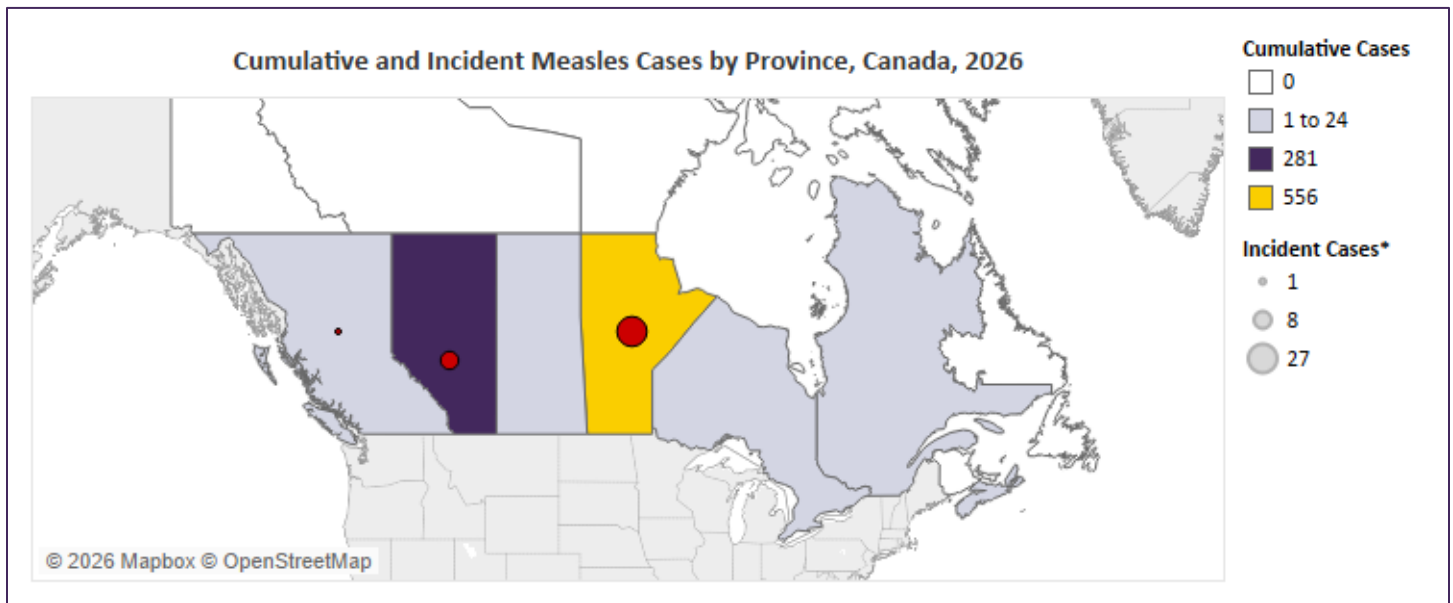 Cumulative and Incident Measles Cases by Province, Canada, 2026
Cumulative Cases
0
1 to 24
281
556
Incident Cases*
1
8
27
© 2026 Mapbox © OpenStreetMap